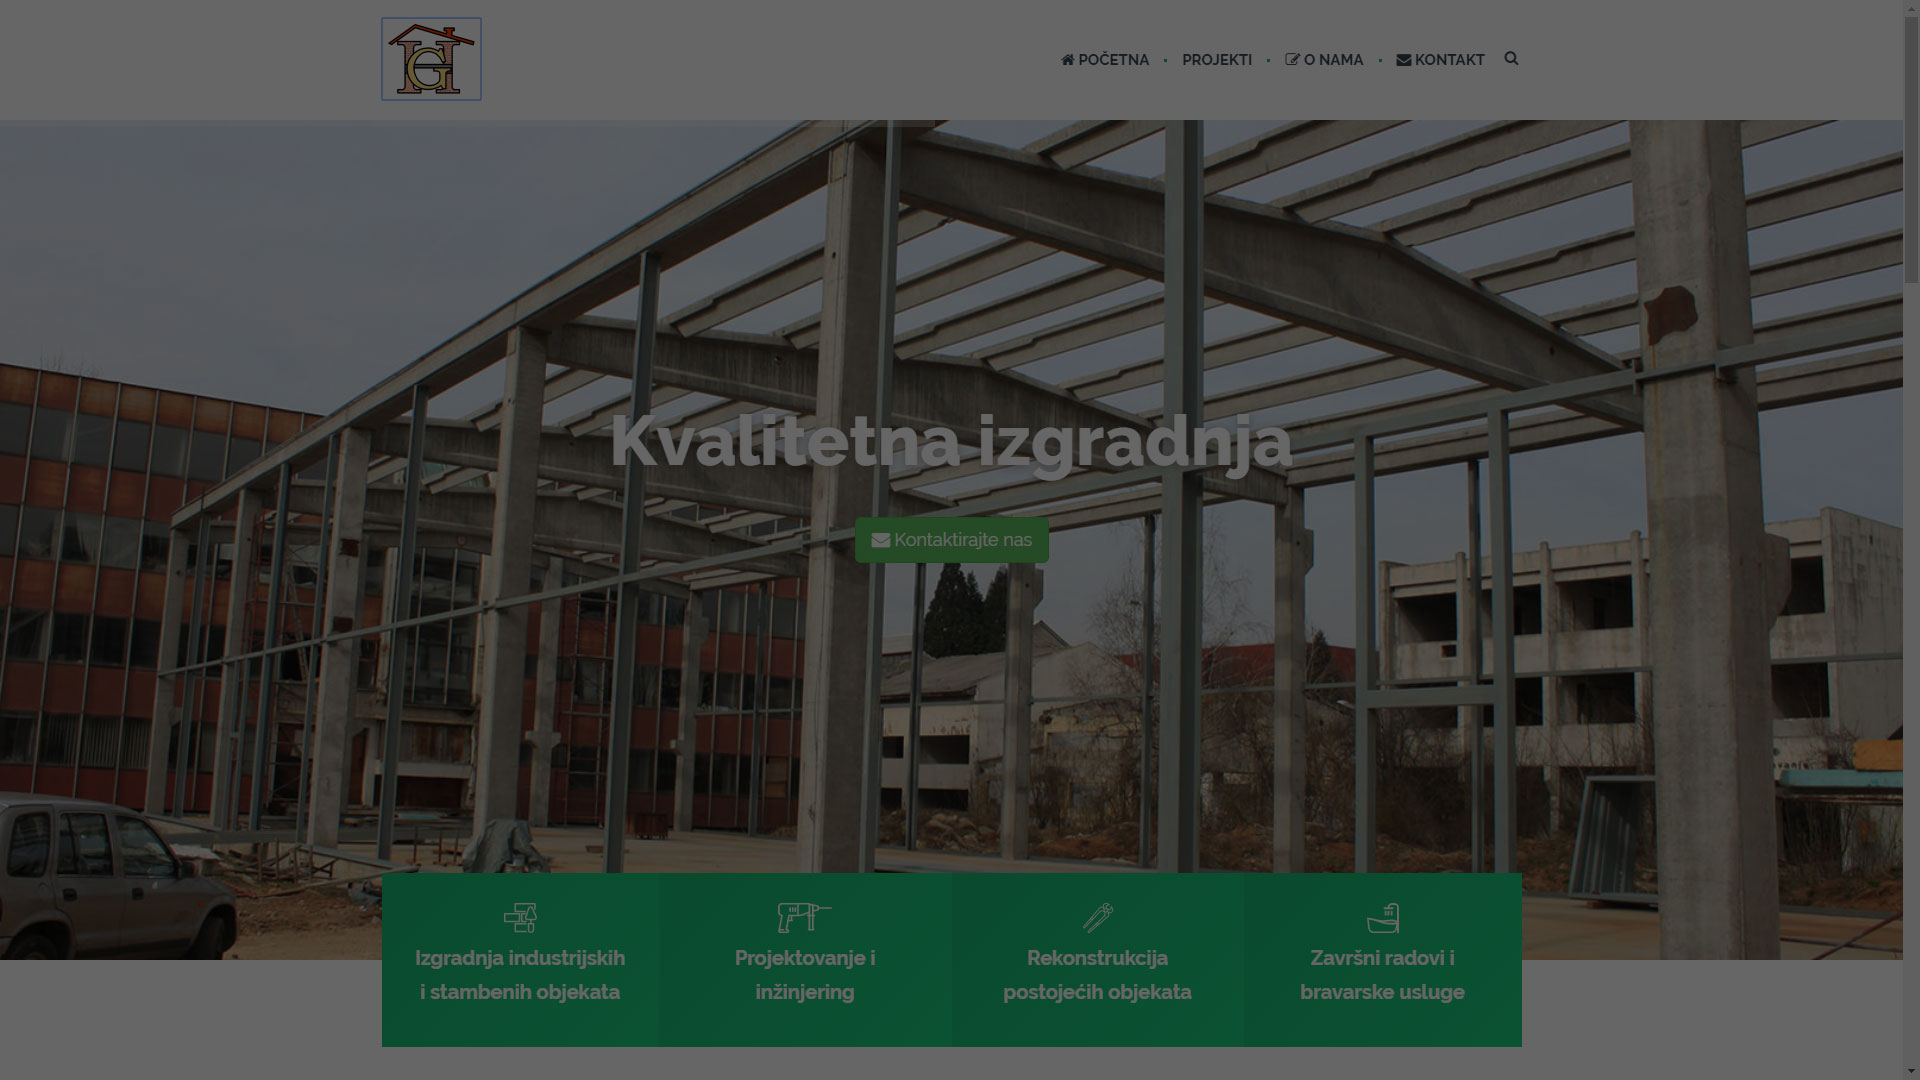 HG
POČETNA
PROJEKTI
O NAMA
KONTAKT
Kvalitetna izgradnja
Kontaktirajte nas
Izgradnja industrijskih
i stambenih objekata
Projektovanje i
inžinjering
Rekonstrukcija
postojećih objekata
Završni radovi i
bravarske usluge